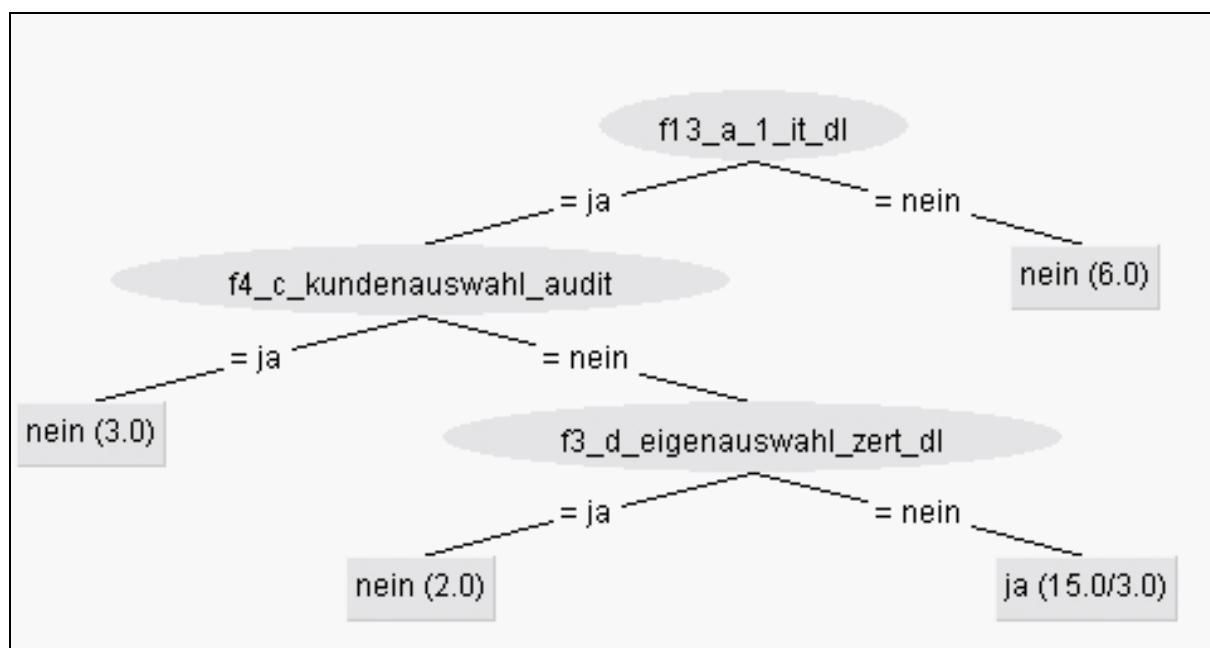 f13_a_1_it_dl
= ja
= nein
f4_c_kundenauswahl_audit
nein (6.0)
= ja
= nein
nein (3.0)
f3_d_eigenauswahl_zert_dl
= ja
= nein
nein (2.0)
ja (15.0/3.0)